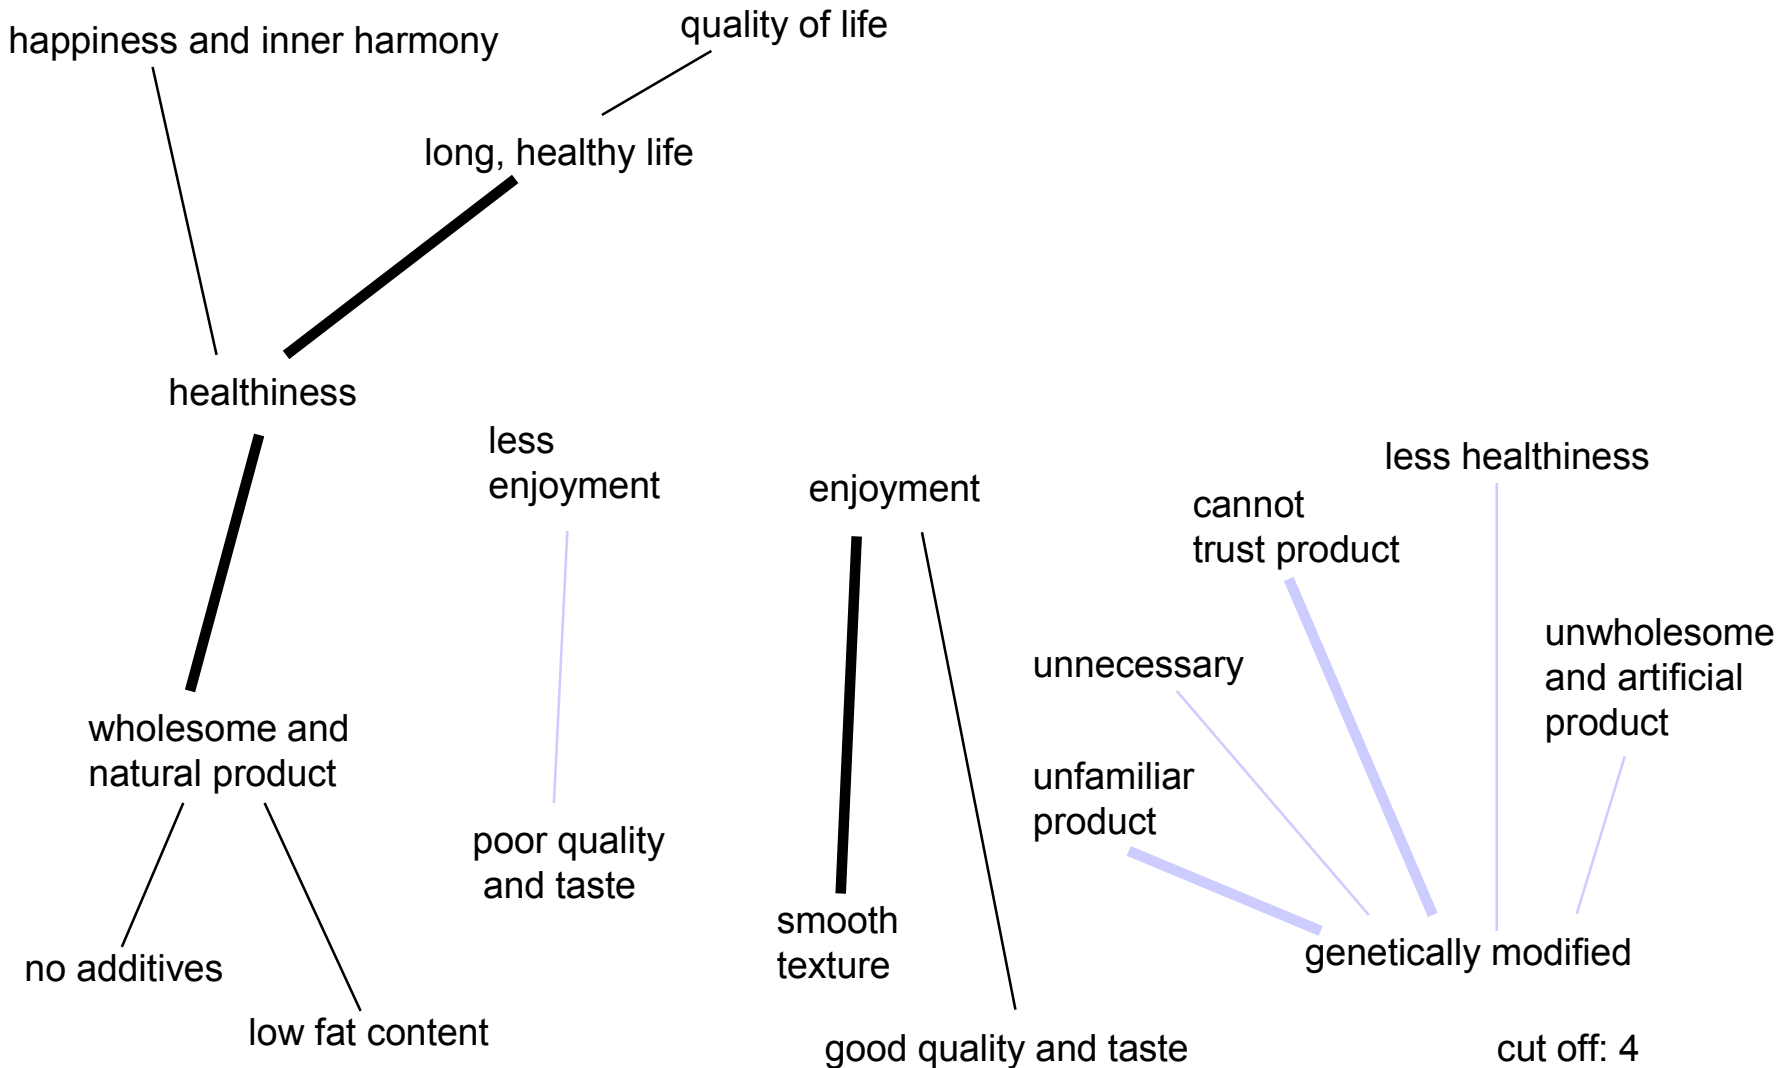 happiness and inner harmony
quality of life
long, healthy life
healthiness
less
enjoyment
enjoyment
less healthiness
cannot
trust product
unnecessary
unwholesome
and artificial
product
wholesome and
natural product
unfamiliar
product
poor quality
and taste
smooth
texture
genetically modified
no additives
low fat content
good quality and taste
cut off: 4